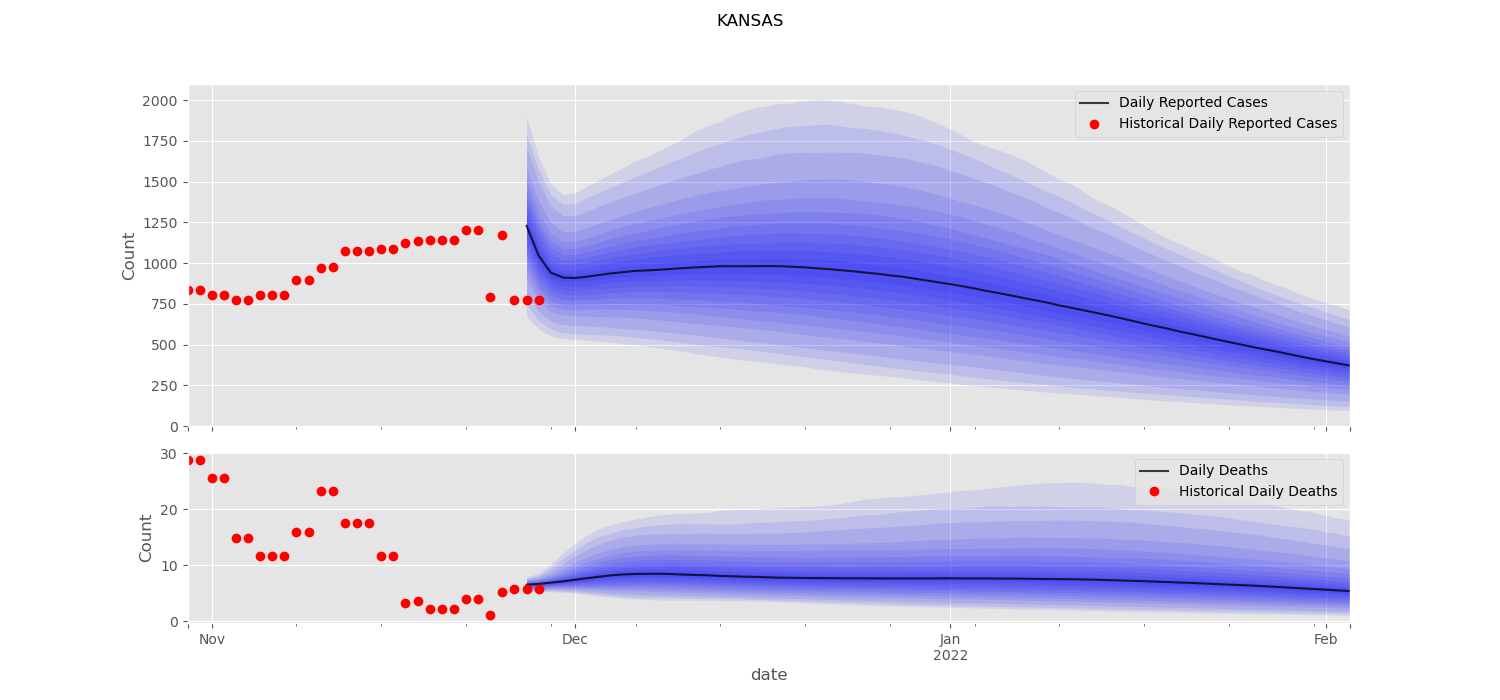 KANSAS
2000
1750
1500
1250
1000
750
500
250
0
Count
Daily Reported Cases
Historical Daily Reported Cases
30
20
10
0
Count
Daily Deaths
Historical Daily Deaths
Nov
Dec
Jan
2022
Feb
date